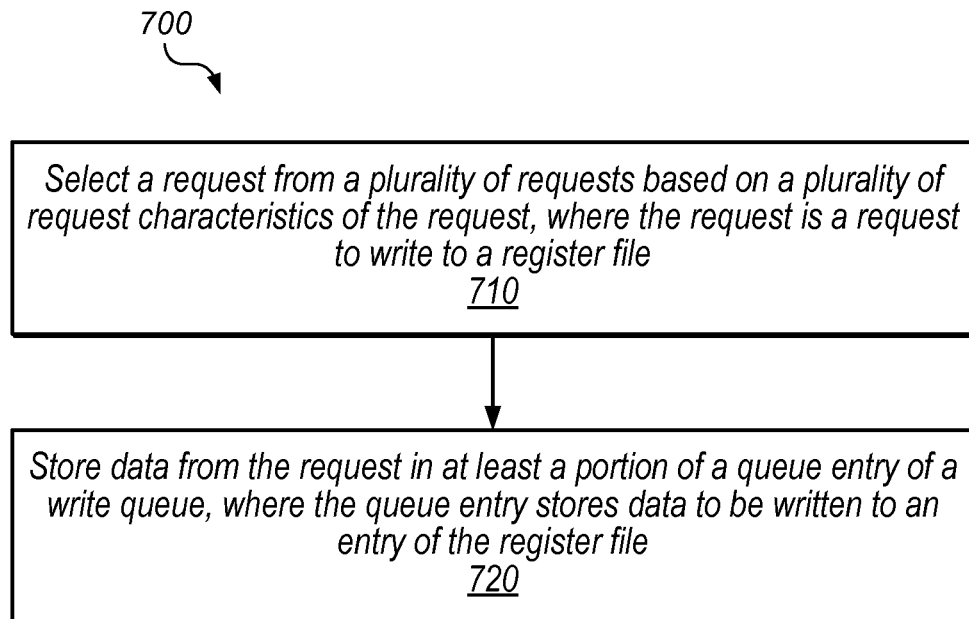 700
Select a request from a plurality of requests based on a plurality of
request characteristics of the request, where the request is a request
to write to a register file
710
Store data from the request in at least a portion of a queue entry of a
write queue, where the queue entry stores data to be written to an
entry of the register file
720